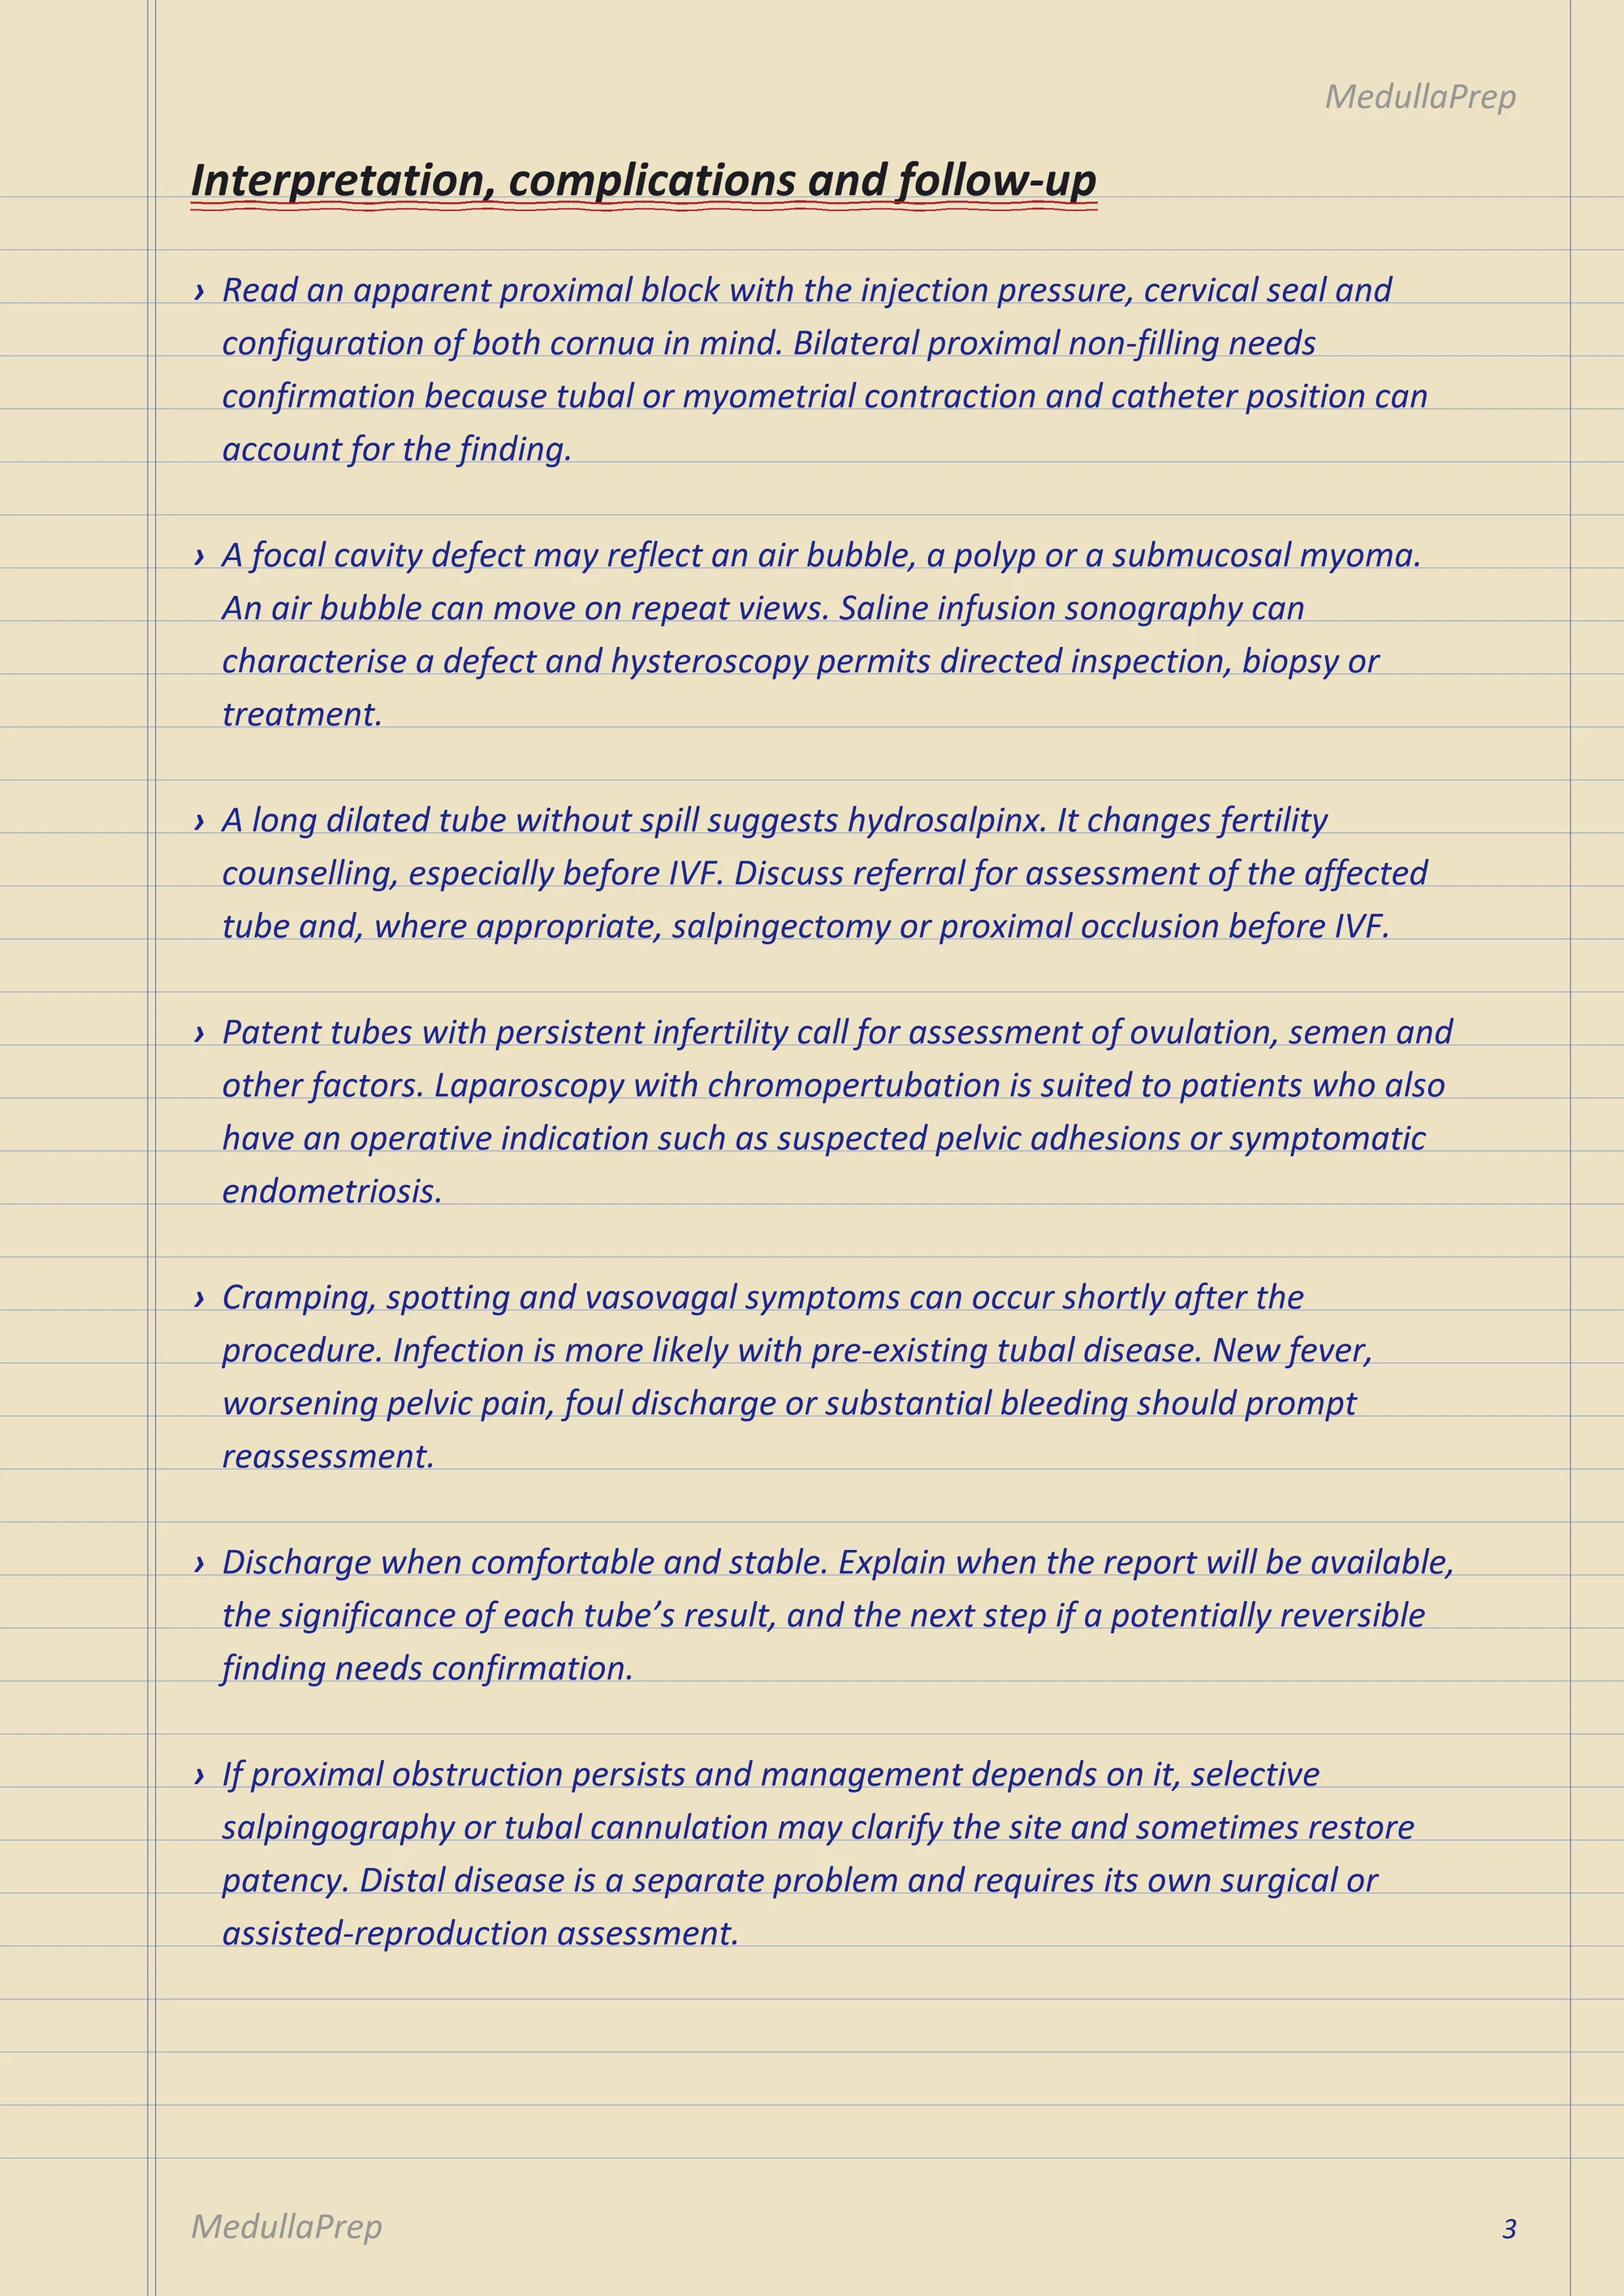 MedullaPrep
Interpretation, complications and follow-up
› Read an apparent proximal block with the injection pressure, cervical seal and
configuration of both cornua in mind. Bilateral proximal non-filling needs
confirmation because tubal or myometrial contraction and catheter position can
account for the finding.
› A focal cavity defect may reflect an air bubble, a polyp or a submucosal myoma.
An air bubble can move on repeat views. Saline infusion sonography can
characterise a defect and hysteroscopy permits directed inspection, biopsy or
treatment.
› A long dilated tube without spill suggests hydrosalpinx. It changes fertility
counselling, especially before IVF. Discuss referral for assessment of the affected
tube and, where appropriate, salpingectomy or proximal occlusion before IVF.
› Patent tubes with persistent infertility call for assessment of ovulation, semen and
other factors. Laparoscopy with chromopertubation is suited to patients who also
have an operative indication such as suspected pelvic adhesions or symptomatic
endometriosis.
› Cramping, spotting and vasovagal symptoms can occur shortly after the
procedure. Infection is more likely with pre-existing tubal disease. New fever,
worsening pelvic pain, foul discharge or substantial bleeding should prompt
reassessment.
› Discharge when comfortable and stable. Explain when the report will be available,
the significance of each tube’s result, and the next step if a potentially reversible
finding needs confirmation.
› If proximal obstruction persists and management depends on it, selective
salpingography or tubal cannulation may clarify the site and sometimes restore
patency. Distal disease is a separate problem and requires its own surgical or
assisted-reproduction assessment.
MedullaPrep
3